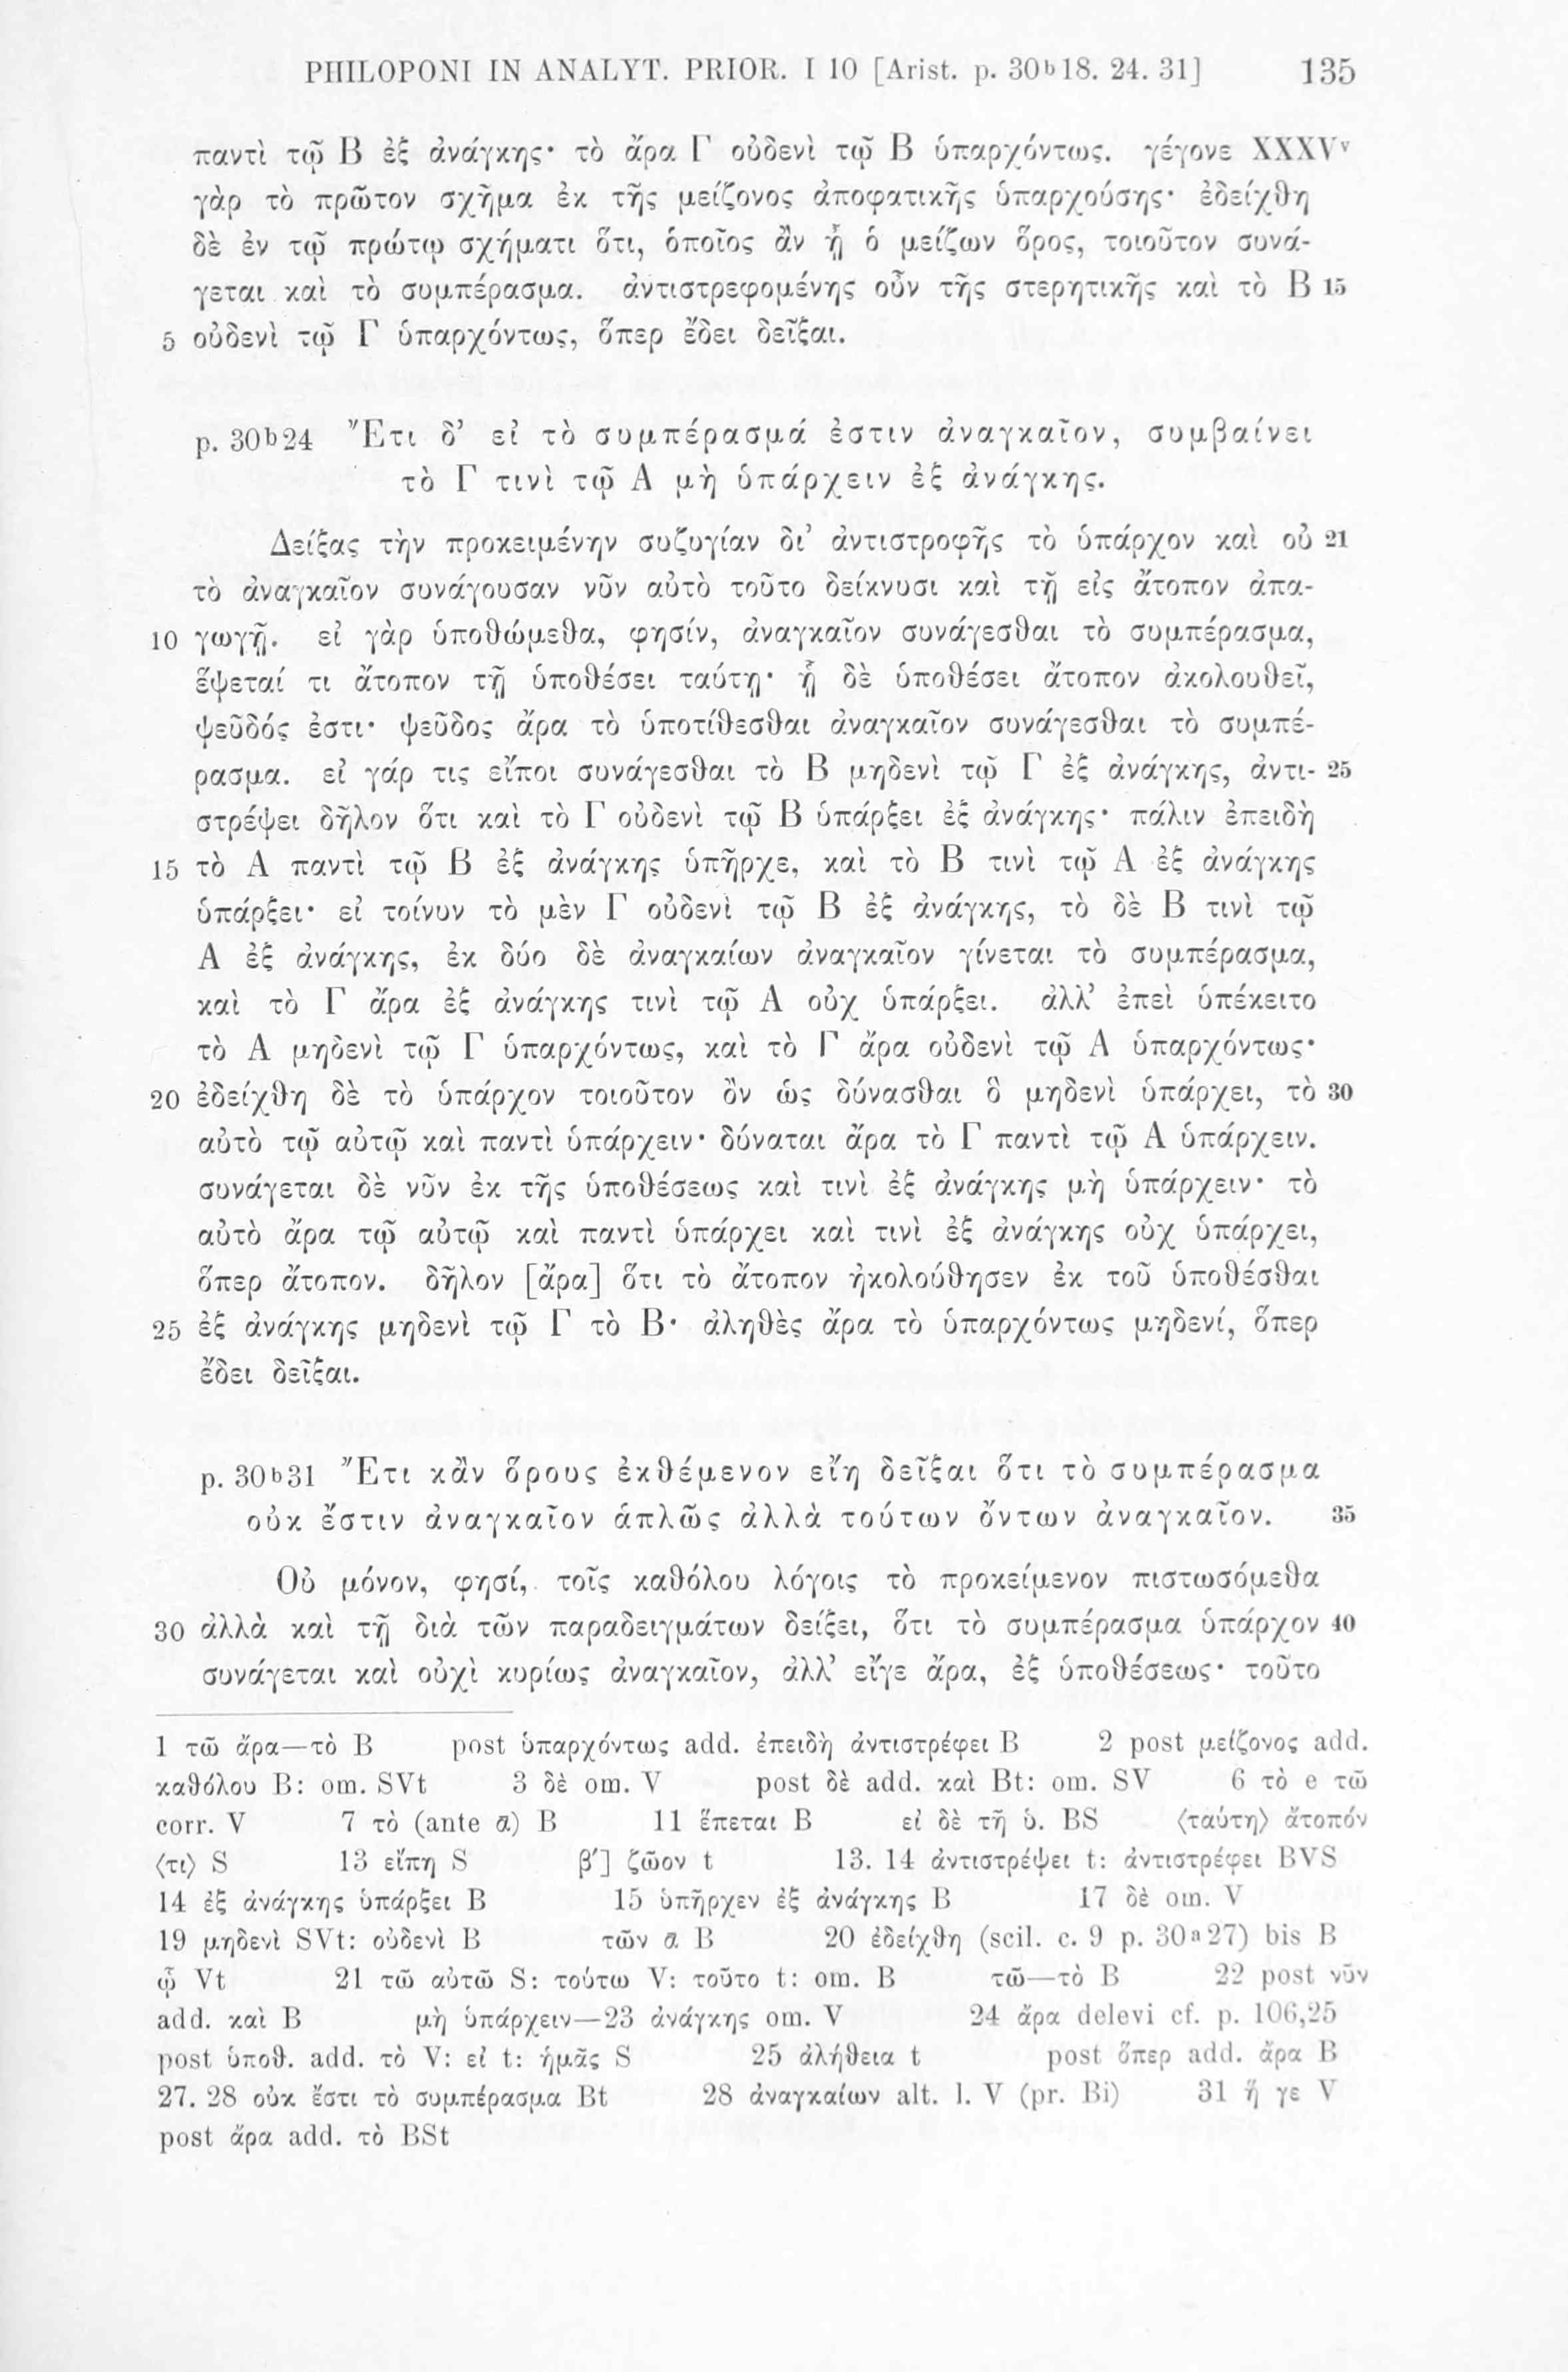 PHILOPONI IN ANALYT. PRIOR. I 10 [Arist. p. 30ᵇ18. 24. 31] 135
παντὶ τῷ Β ἐξ ἀνάγκης· τὸ ἄρα Γ οὐδενὶ τῷ Β ὑπαρχόντως. γέγονε XXXVᵛ
γὰρ τὸ πρῶτον σχῆμα ἐκ τῆς μείζονος ἀποφατικῆς ὑπαρχούσης· ἐδείχθη
δὲ ἐν τῷ πρώτῳ σχήματι ὅτι, ὁποῖος ἂν ᾖ ὁ μείζων ὅρος, τοιοῦτον συνά-
γεται καὶ τὸ συμπέρασμα. ἀντιστρεφομένης οὖν τῆς στερητικῆς καὶ τὸ Β 15
5 οὐδενὶ τῷ Γ ὑπαρχόντως, ὅπερ ἔδει δεῖξαι.
p. 30ᵇ24 Ἔτι δ’ εἰ τὸ συμπέρασμά ἐστιν ἀναγκαῖον, συμβαίνει
τὸ Γ τινὶ τῷ Α μὴ ὑπάρχειν ἐξ ἀνάγκης.
Δείξας τὴν προκειμένην συζυγίαν δι’ ἀντιστροφῆς τὸ ὑπάρχον καὶ οὐ 21
τὸ ἀναγκαῖον συνάγουσαν νῦν αὐτὸ τοῦτο δείκνυσι καὶ τῇ εἰς ἄτοπον ἀπα-
10 γωγῇ. εἰ γὰρ ὑποθώμεθα, φησίν, ἀναγκαῖον συνάγεσθαι τὸ συμπέρασμα,
ἕψεταί τι ἄτοπον τῇ ὑποθέσει ταύτῃ· ᾗ δὲ ὑποθέσει ἄτοπον ἀκολουθεῖ,
ψεῦδός ἐστι· ψεῦδος ἄρα τὸ ὑποτίθεσθαι ἀναγκαῖον συνάγεσθαι τὸ συμπέ-
ρασμα. εἰ γάρ τις εἴποι συνάγεσθαι τὸ Β μηδενὶ τῷ Γ ἐξ ἀνάγκης, ἀντι- 25
στρέψει δῆλον ὅτι καὶ τὸ Γ οὐδενὶ τῷ Β ὑπάρξει ἐξ ἀνάγκης· πάλιν ἐπειδὴ
15 τὸ Α παντὶ τῷ Β ἐξ ἀνάγκης ὑπῆρχε, καὶ τὸ Β τινὶ τῷ Α ἐξ ἀνάγκης
ὑπάρξει· εἰ τοίνυν τὸ μὲν Γ οὐδενὶ τῷ Β ἐξ ἀνάγκης, τὸ δὲ Β τινὶ τῷ
Α ἐξ ἀνάγκης, ἐκ δύο δὲ ἀναγκαίων ἀναγκαῖον γίνεται τὸ συμπέρασμα,
καὶ τὸ Γ ἄρα ἐξ ἀνάγκης τινὶ τῷ Α οὐχ ὑπάρξει. ἀλλ’ ἐπεὶ ὑπέκειτο
τὸ Α μηδενὶ τῷ Γ ὑπαρχόντως, καὶ τὸ Γ ἄρα οὐδενὶ τῷ Α ὑπαρχόντως·
20 ἐδείχθη δὲ τὸ ὑπάρχον τοιοῦτον ὂν ὡς δύνασθαι ὃ μηδενὶ ὑπάρχει, τὸ 30
αὐτὸ τῷ αὐτῷ καὶ παντὶ ὑπάρχειν· δύναται ἄρα τὸ Γ παντὶ τῷ Α ὑπάρχειν.
συνάγεται δὲ νῦν ἐκ τῆς ὑποθέσεως καὶ τινὶ ἐξ ἀνάγκης μὴ ὑπάρχειν· τὸ
αὐτὸ ἄρα τῷ αὐτῷ καὶ παντὶ ὑπάρχει καὶ τινὶ ἐξ ἀνάγκης οὐχ ὑπάρχει,
ὅπερ ἄτοπον. δῆλον [ἄρα] ὅτι τὸ ἄτοπον ἠκολούθησεν ἐκ τοῦ ὑποθέσθαι
25 ἐξ ἀνάγκης μηδενὶ τῷ Γ τὸ Β· ἀληθὲς ἄρα τὸ ὑπαρχόντως μηδενί, ὅπερ
ἔδει δεῖξαι.
p. 30ᵇ31 Ἔτι κἂν ὅρους ἐκθέμενον εἴη δεῖξαι ὅτι τὸ συμπέρασμα
οὐκ ἔστιν ἀναγκαῖον ἁπλῶς ἀλλὰ τούτων ὄντων ἀναγκαῖον. 35
Οὐ μόνον, φησί, τοῖς καθόλου λόγοις τὸ προκείμενον πιστωσόμεθα
30 ἀλλὰ καὶ τῇ διὰ τῶν παραδειγμάτων δείξει, ὅτι τὸ συμπέρασμα ὑπάρχον 40
συνάγεται καὶ οὐχὶ κυρίως ἀναγκαῖον, ἀλλ’ εἴγε ἄρα, ἐξ ὑποθέσεως· τοῦτο
1 τῶ ἄρα—τὸ B post ὑπαρχόντως add. ἐπειδὴ ἀντιστρέφει B 2 post μείζονος add.
καθόλου B: om. SVt 3 δὲ om. V post δὲ add. καὶ Bt: om. SV 6 τὸ e τῶ
corr. V 7 τὸ (ante ᾱ) B 11 ἕπεται B εἰ δὲ τῆ ὑ. BS ⟨ταύτη⟩ ἄτοπόν
⟨τι⟩ S 13 εἴπη S β′] ζῶον t 13. 14 ἀντιστρέψει t: ἀντιστρέφει BVS
14 ἐξ ἀνάγκης ὑπάρξει B 15 ὑπῆρχεν ἐξ ἀνάγκης B 17 δὲ om. V
19 μηδενὶ SVt: οὐδενὶ B τῶν ᾱ B 20 ἐδείχθη (scil. c. 9 p. 30ᵃ27) bis B
ᾧ Vt 21 τῶ αὐτῶ S: τούτω V: τοῦτο t: om. B τῶ—τὸ B 22 post νῦν
add. καὶ B μὴ ὑπάρχειν—23 ἀνάγκης om. V 24 ἄρα delevi cf. p. 106,25
post ὑποθ. add. τὸ V: εἰ t: ἡμᾶς S 25 ἀλήθεια t post ὅπερ add. ἄρα B
27. 28 οὐκ ἔστι τὸ συμπέρασμα Bt 28 ἀναγκαίων alt. l. V (pr. Bi) 31 ἤ γε V
post ἄρα add. τὸ BSt